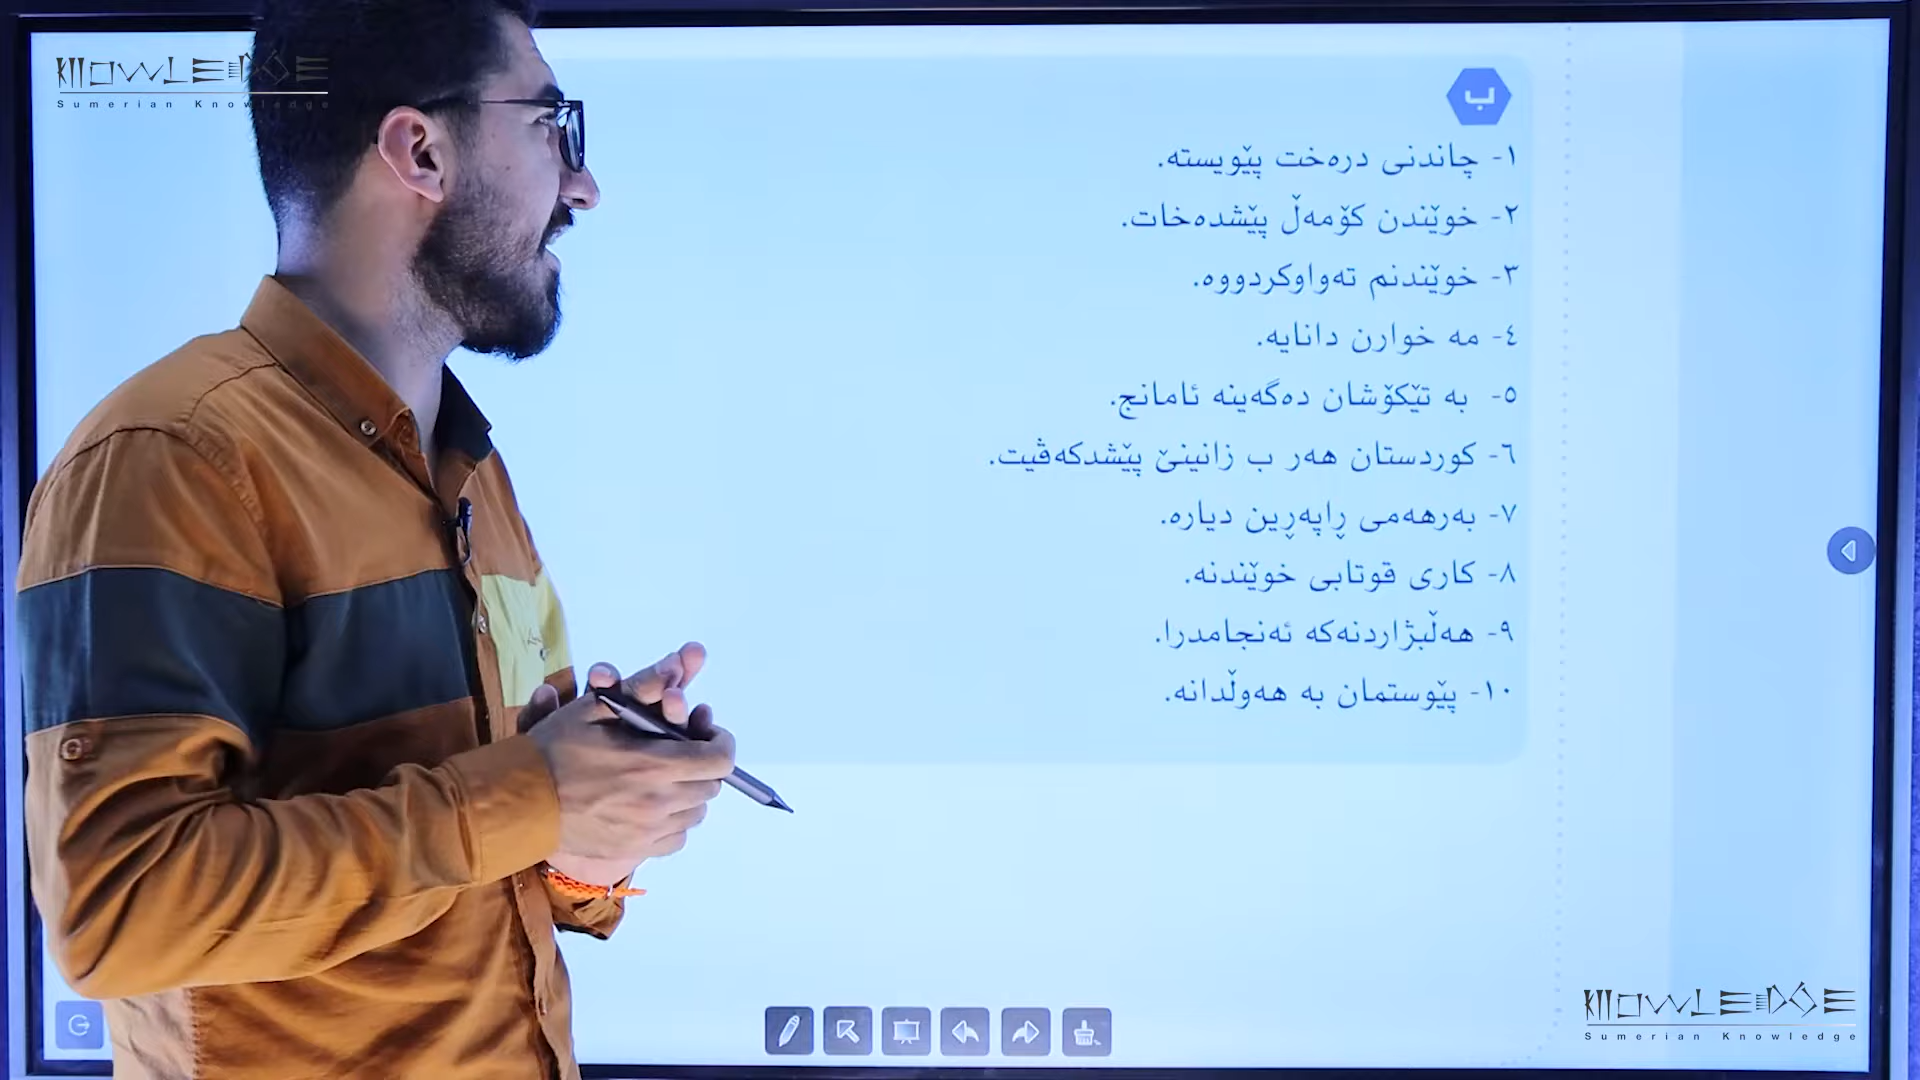 KNOWLEDGE
Sumerian Knowledge
ب
١- چاندنی درەخت پێویستە.
٢- خوێندن کۆمەڵ پێشدەخات.
٣- خوێندنم تەواوکردووە.
٤- مە خوارن دانایە.
٥- بە تێکۆشان دەگەینە ئامانج.
٦- کوردستان هەر ب زانینێ پێشدکەڤیت.
٧- بەرهەمی ڕاپەڕین دیارە.
٨- کاری قوتابی خوێندنە.
٩- هەڵبژاردنەکە ئەنجامدرا.
١٠- پێوستمان بە هەوڵدانە.
KNOWLEDGE
Sumerian Knowledge